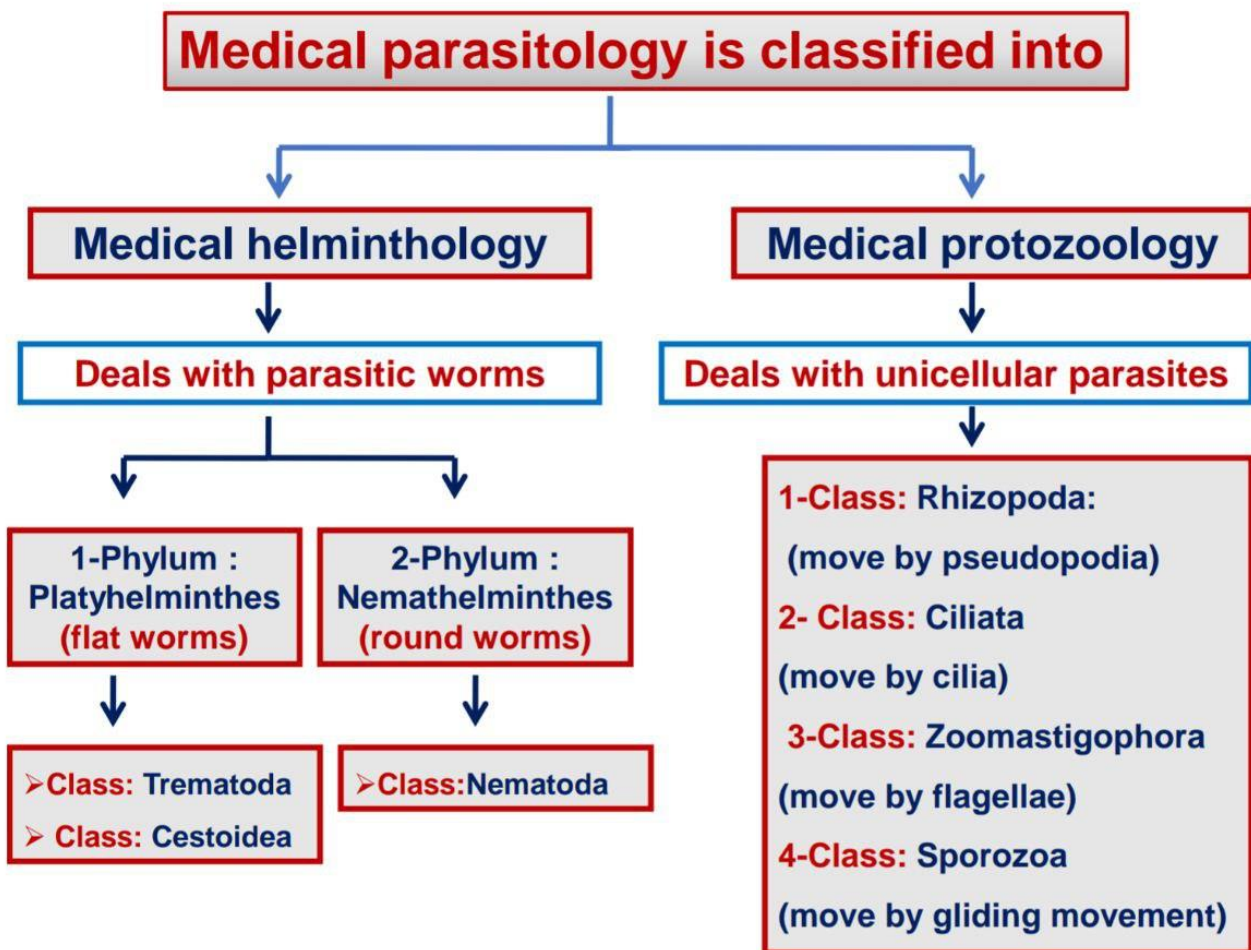 Medical parasitology is classified into
Medical helminthology
Deals with parasitic worms
1-Phylum :
Platyhelminthes
(flat worms)
➢Class: Trematoda
➢ Class: Cestoidea
2-Phylum :
Nemathelminthes
(round worms)
➢Class:Nematoda
Medical protozoology
Deals with unicellular parasites
1-Class: Rhizopoda:
(move by pseudopodia)
2- Class: Ciliata
(move by cilia)
3-Class: Zoomastigophora
(move by flagellae)
4-Class: Sporozoa
(move by gliding movement)